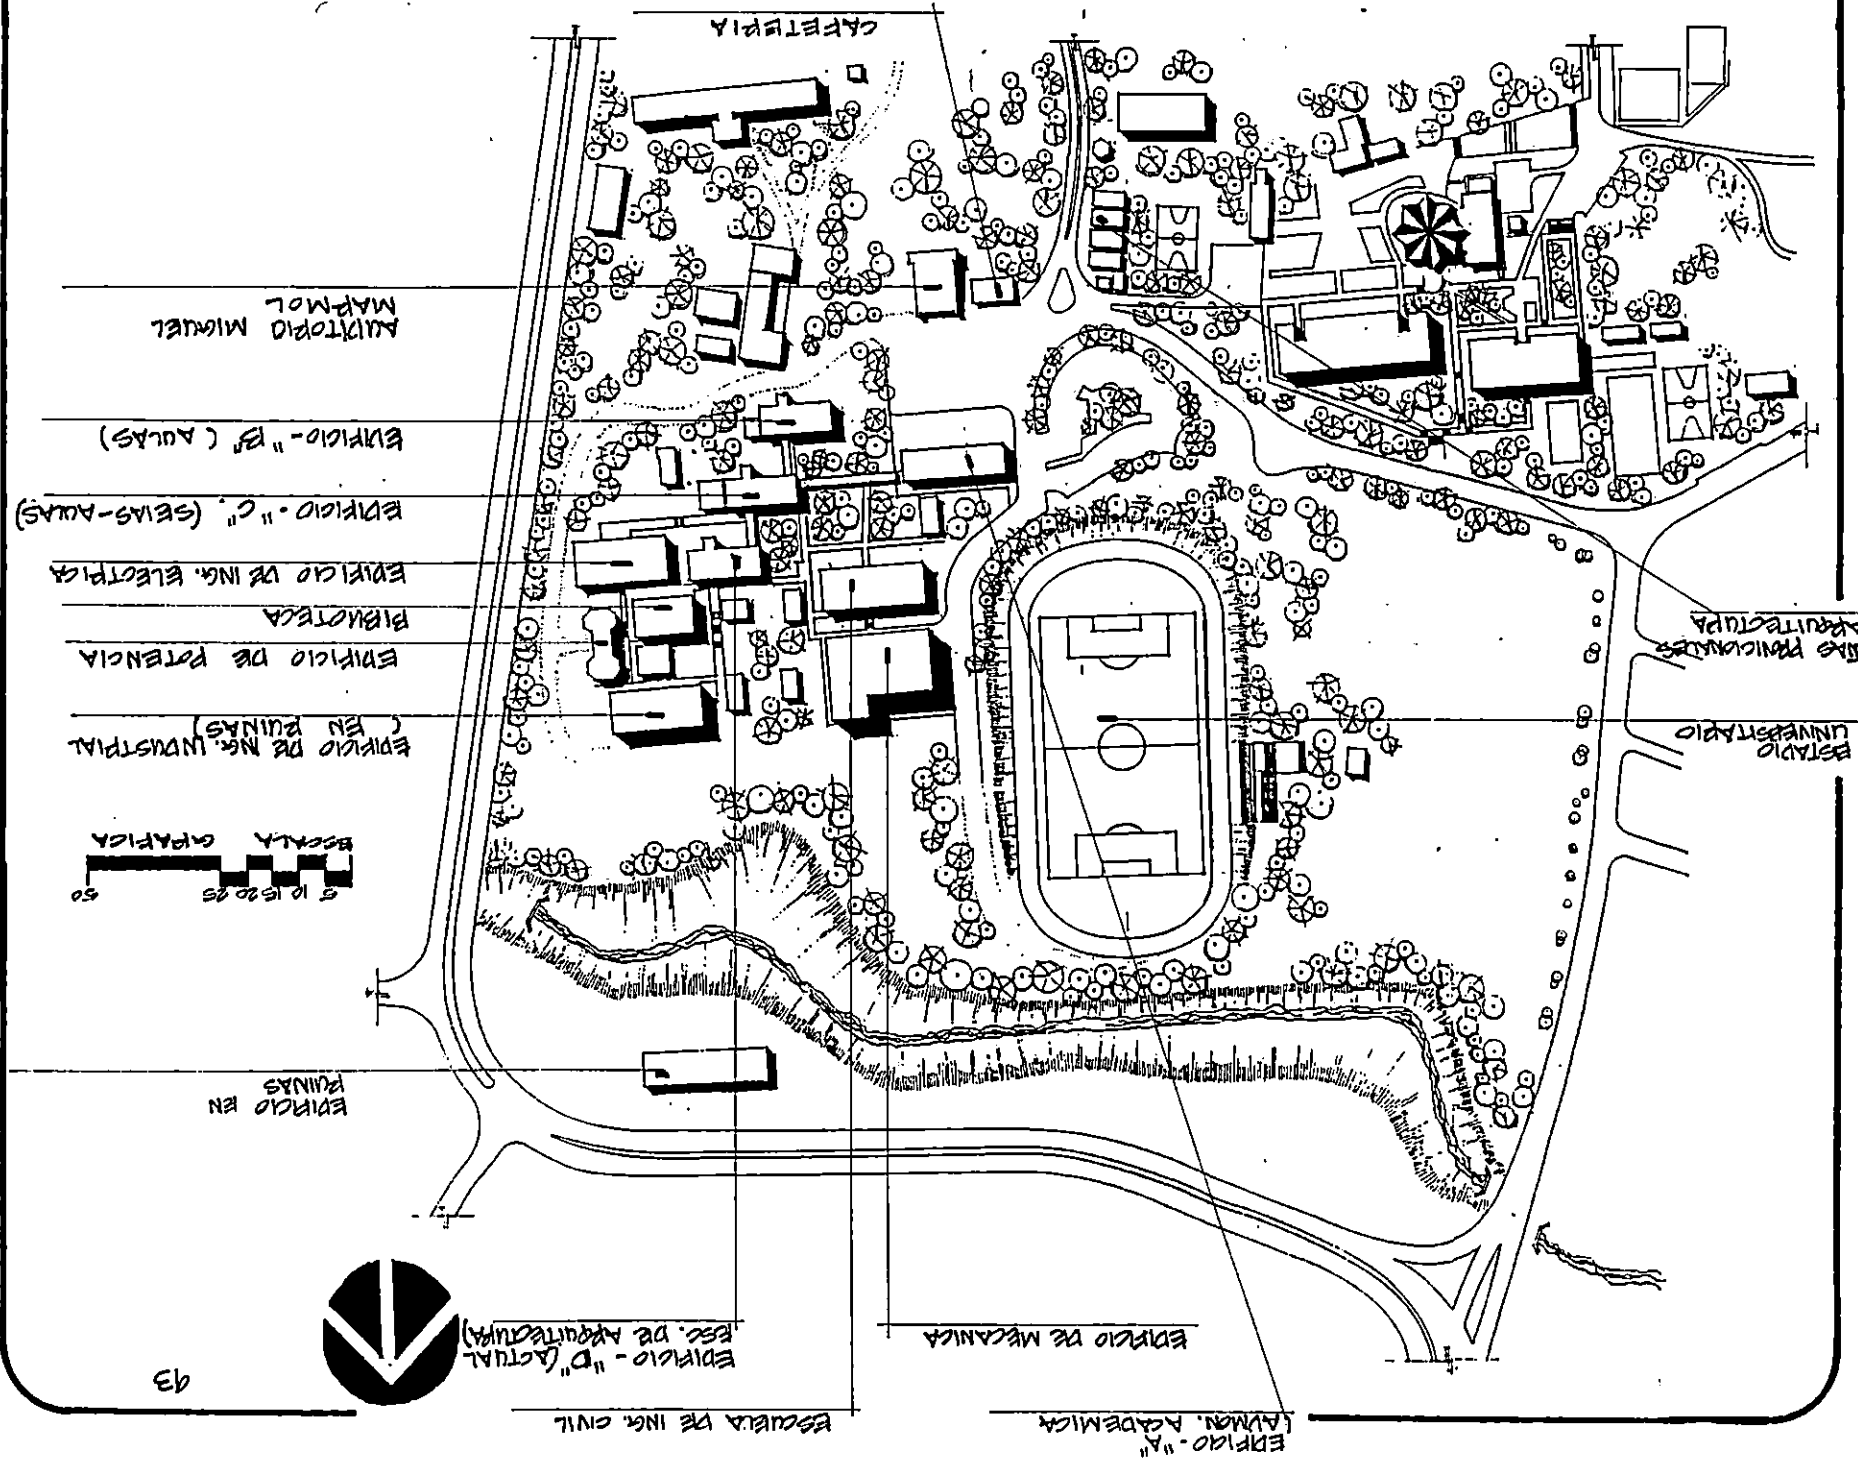 93
EDIFICIO - "A"
(ADMON. ACADEMICA
ESCUELA DE ING. CIVIL
EDIFICIO DE MECANICA
EDIFICIO - "D" (ACTUAL
ESC. DE ARQUITECTURA)
EDIFICIO EN
RUINAS
5 10 15 20 25 50
ESCALA GRAFICA
ESTADIO
UNIVERSITARIO
PROVICIONALES
ARQUITECTURA
EDIFICIO DE ING. INDUSTRIAL
( EN RUINAS)
EDIFICIO DE POTENCIA
BIBLIOTECA
EDIFICIO DE ING. ELECTRICA
EDIFICIO - "C". (SEIAS-AULAS)
EDIFICIO - "B" ( AULAS)
AUDITORIO MIGUEL
MARMOL
CAFETERIA